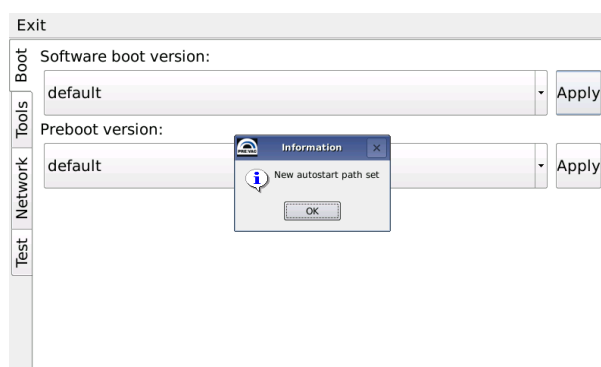 Exit
Boot
Tools
Network
Test
Software boot version:
default
Apply
Preboot version:
default
Apply
PREVAC
Information
New autostart path set
OK